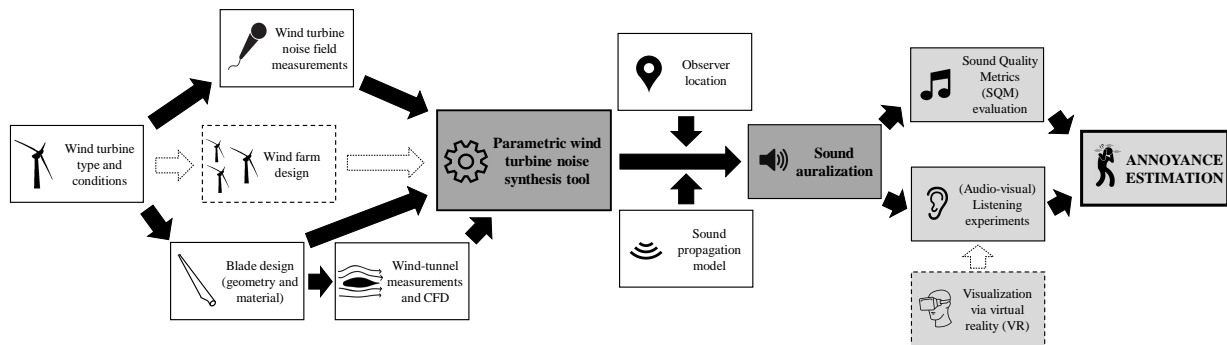 Wind turbine
noise field
measurements
Wind turbine
type and
conditions
Wind farm
design
Blade design
(geometry and
material)
Wind-tunnel
measurements
and CFD
Parametric wind
turbine noise
synthesis tool
Observer
location
Sound
propagation
model
Sound
auralization
Sound Quality
Metrics
(SQM)
evaluation
(Audio-visual)
Listening
experiments
Visualization
via virtual
reality (VR)
ANNOYANCE
ESTIMATION